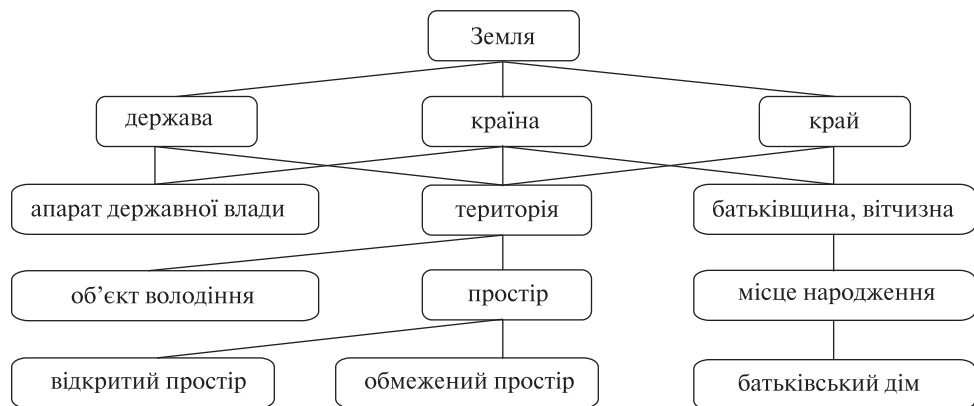 Земля
держава
країна
край
апарат державної влади
територія
батьківщина, вітчизна
об’єкт володіння
простір
місце народження
відкритий простір
обмежений простір
батьківський дім